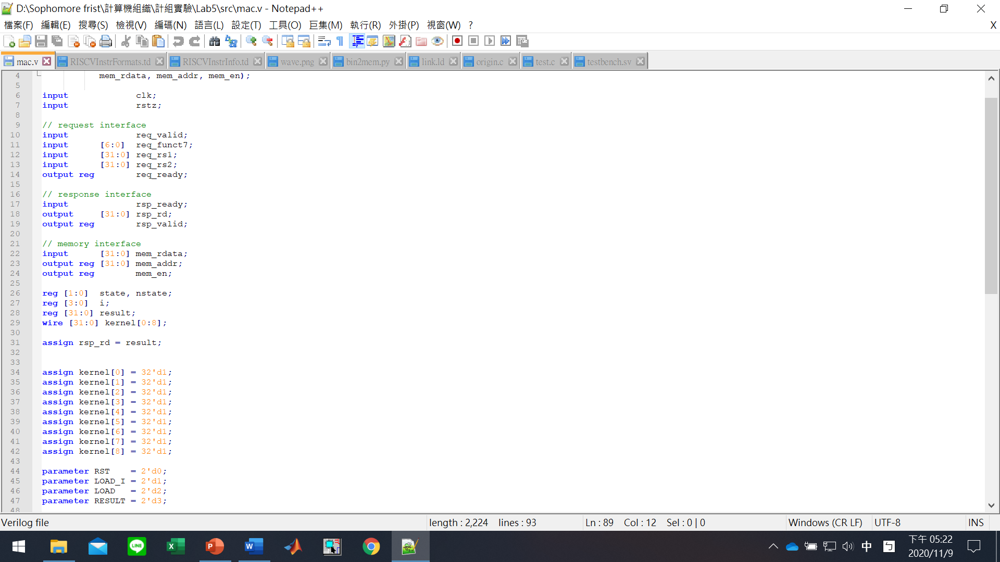 D:\Sophomore frist\計算機組織\計組實驗\Lab5\src\mac.v - Notepad++
檔案(F) 編輯(E) 搜尋(S) 檢視(V) 編碼(N) 語言(L) 設定(T) 工具(O) 巨集(M) 執行(R) 外掛(P) 視窗(W) ? X
mac.v RISCVInstrFormats.td RISCVInstrInfo.td wave.png bin2mem.py link.ld origin.c test.c testbench.sv
4 mem_rdata, mem_addr, mem_en);
5
6 input clk;
7 input rstz;
8
9 // request interface
10 input req_valid;
11 input [6:0] req_funct7;
12 input [31:0] req_rs1;
13 input [31:0] req_rs2;
14 output reg req_ready;
15
16 // response interface
17 input rsp_ready;
18 output [31:0] rsp_rd;
19 output reg rsp_valid;
20
21 // memory interface
22 input [31:0] mem_rdata;
23 output reg [31:0] mem_addr;
24 output reg mem_en;
25
26 reg [1:0] state, nstate;
27 reg [3:0] i;
28 reg [31:0] result;
29 wire [31:0] kernel[0:8];
30
31 assign rsp_rd = result;
32
33
34 assign kernel[0] = 32'd1;
35 assign kernel[1] = 32'd1;
36 assign kernel[2] = 32'd1;
37 assign kernel[3] = 32'd1;
38 assign kernel[4] = 32'd1;
39 assign kernel[5] = 32'd1;
40 assign kernel[6] = 32'd1;
41 assign kernel[7] = 32'd1;
42 assign kernel[8] = 32'd1;
43
44 parameter RST = 2'd0;
45 parameter LOAD_I = 2'd1;
46 parameter LOAD = 2'd2;
47 parameter RESULT = 2'd3;
48
Verilog file length : 2,224 lines : 93 Ln : 89 Col : 12 Sel : 0 | 0 Windows (CR LF) UTF-8 INS
LINE X P W 中 ㄅ 下午 05:22
2020/11/9